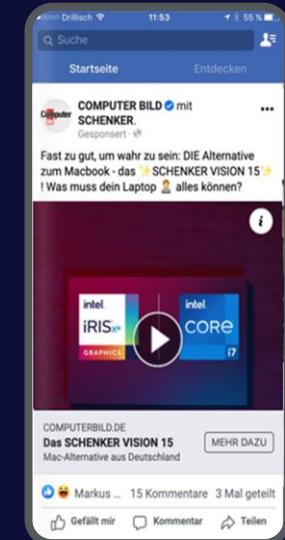 Drillisch 11:53 55 %
Suche
Startseite Entdecken
Computer COMPUTER BILD mit
SCHENKER.
Gesponsert ·
Fast zu gut, um wahr zu sein: DIE Alternative
zum Macbook - das ✨SCHENKER VISION 15✨
! Was muss dein Laptop 🤷 alles können?
i
intel. intel.
iRIS Xe CORE
GRAPHICS i7
COMPUTERBILD.DE
Das SCHENKER VISION 15
Mac-Alternative aus Deutschland
MEHR DAZU
Markus ... 15 Kommentare 3 Mal geteilt
Gefällt mir Kommentar Teilen